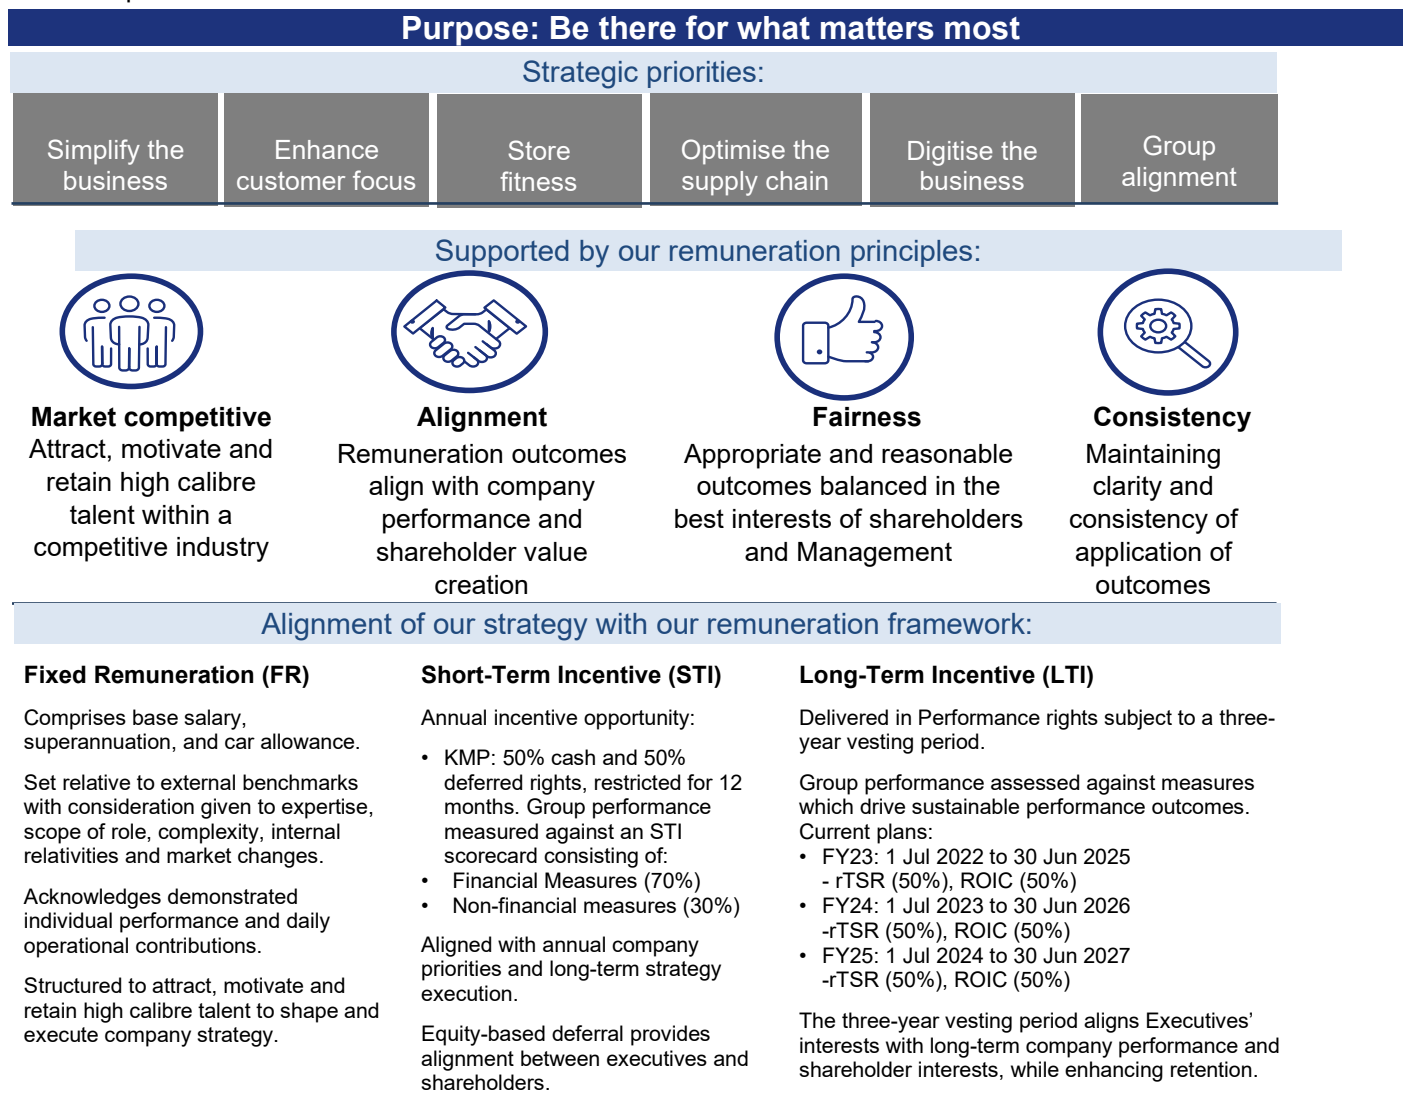 Purpose: Be there for what matters most
Strategic priorities:
Simplify the
business
Enhance
customer focus
Store
fitness
Optimise the
supply chain
Digitise the
business
Group
alignment
Supported by our remuneration principles:
Market competitive
Attract, motivate and
retain high calibre
talent within a
competitive industry
Alignment
Remuneration outcomes
align with company
performance and
shareholder value
creation
Fairness
Appropriate and reasonable
outcomes balanced in the
best interests of shareholders
and Management
Consistency
Maintaining
clarity and
consistency of
application of
outcomes
Alignment of our strategy with our remuneration framework:
Fixed Remuneration (FR)
Comprises base salary,
superannuation, and car allowance.
Set relative to external benchmarks
with consideration given to expertise,
scope of role, complexity, internal
relativities and market changes.
Acknowledges demonstrated
individual performance and daily
operational contributions.
Structured to attract, motivate and
retain high calibre talent to shape and
execute company strategy.
Short-Term Incentive (STI)
Annual incentive opportunity:
• KMP: 50% cash and 50%
deferred rights, restricted for 12
months. Group performance
measured against an STI
scorecard consisting of:
• Financial Measures (70%)
• Non-financial measures (30%)
Aligned with annual company
priorities and long-term strategy
execution.
Equity-based deferral provides
alignment between executives and
shareholders.
Long-Term Incentive (LTI)
Delivered in Performance rights subject to a three-
year vesting period.
Group performance assessed against measures
which drive sustainable performance outcomes.
Current plans:
• FY23: 1 Jul 2022 to 30 Jun 2025
- rTSR (50%), ROIC (50%)
• FY24: 1 Jul 2023 to 30 Jun 2026
-rTSR (50%), ROIC (50%)
• FY25: 1 Jul 2024 to 30 Jun 2027
-rTSR (50%), ROIC (50%)
The three-year vesting period aligns Executives’
interests with long-term company performance and
shareholder interests, while enhancing retention.